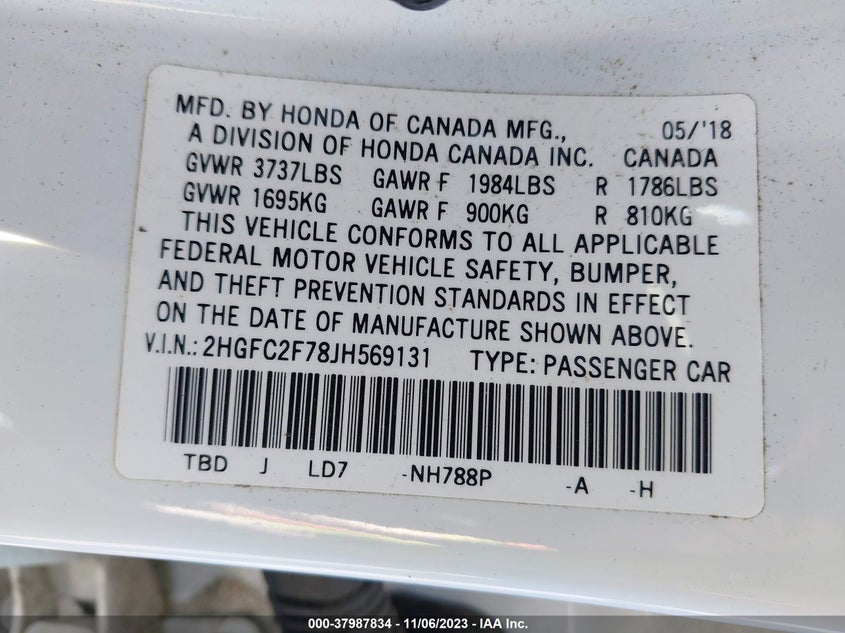 MFD. BY HONDA OF CANADA MFG., 05/'18
A DIVISION OF HONDA CANADA INC. CANADA
GVWR 3737LBS GAWR F 1984LBS R 1786LBS
GVWR 1695KG GAWR F 900KG R 810KG
THIS VEHICLE CONFORMS TO ALL APPLICABLE
FEDERAL MOTOR VEHICLE SAFETY, BUMPER,
AND THEFT PREVENTION STANDARDS IN EFFECT
ON THE DATE OF MANUFACTURE SHOWN ABOVE.
V.I.N.: 2HGFC2F78JH569131 TYPE: PASSENGER CAR
TBD J LD7 -NH788P -A -H
000-37987834 — 11/06/2023 — IAA Inc.